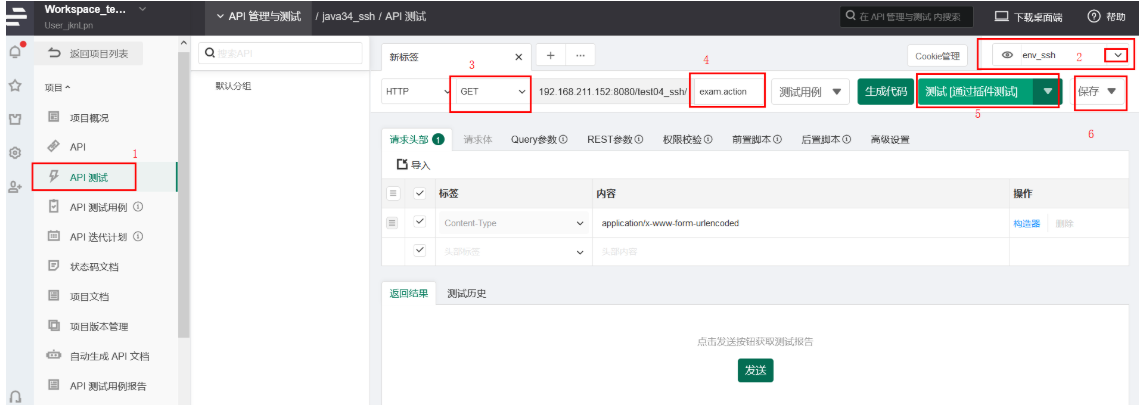 Workspace_te...
User_jknLpn
API 管理与测试 / java34_ssh / API 测试
在 API管理与测试 内搜索
下载桌面端
帮助
返回项目列表
搜索API
新标签
3
4
Cookie管理
env_ssh
2
项目
默认分组
HTTP
GET
192.168.211.152:8080/test04_ssh/
exam.action
测试用例
生成代码
测试 [通过插件测试]
保存
5
6
项目概况
API
1
API 测试
API 测试用例
API 迭代计划
状态码文档
项目文档
项目版本管理
自动生成 API 文档
API 测试用例报告
请求头部 1
请求体
Query参数
REST参数
权限校验
前置脚本
后置脚本
高级设置
导入
标签
内容
操作
Content-Type
application/x-www-form-urlencoded
构造器
删除
头部标签
头部内容
返回结果
测试历史
点击发送按钮获取测试报告
发送